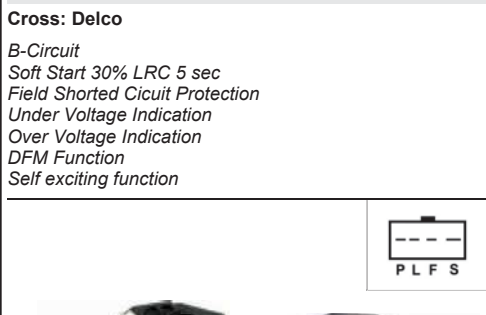 Cross: Delco
B-Circuit
Soft Start 30% LRC 5 sec
Field Shorted Cicuit Protection
Under Voltage Indication
Over Voltage Indication
DFM Function
Self exciting function
P L F S